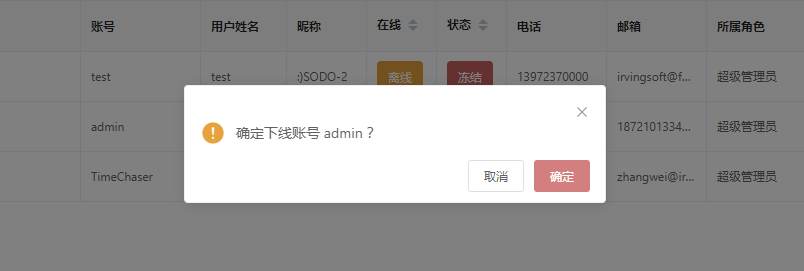 账号 用户姓名 昵称 在线 状态 电话 邮箱 所属角色
test test :)SODO-2 离线 冻结 13972370000 irvingsoft@f... 超级管理员
admin 1872101334... 超级管理员
TimeChaser zhangwei@ir... 超级管理员
确定下线账号 admin？
取消 确定